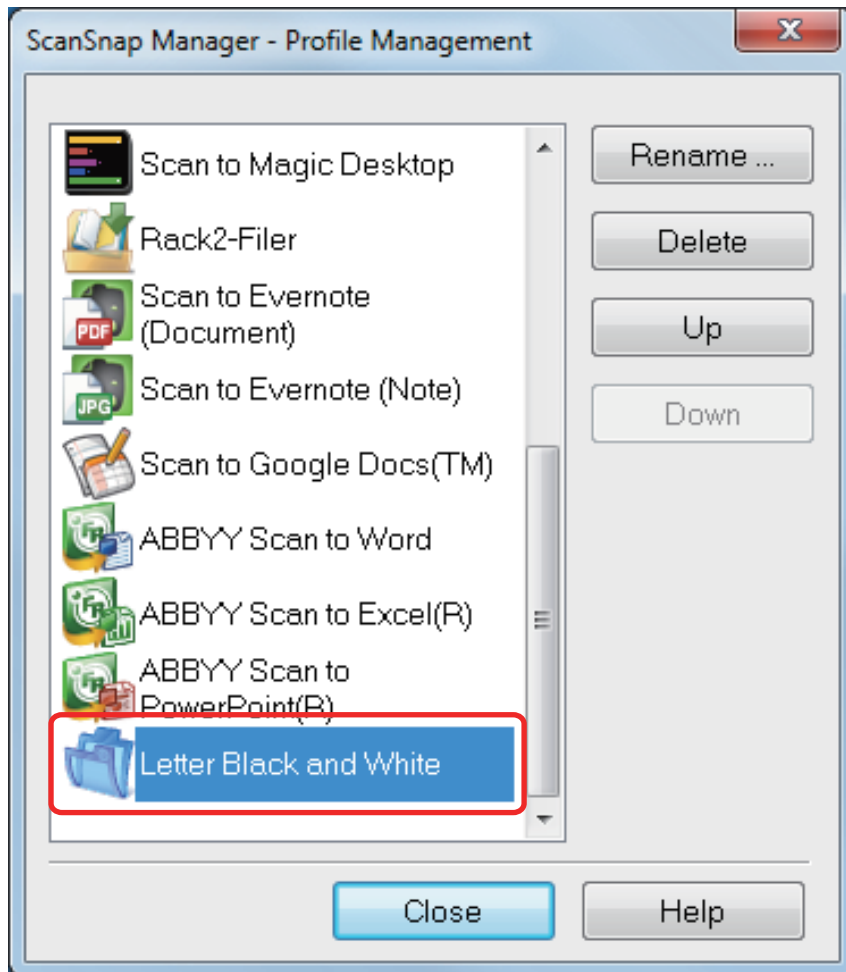 ScanSnap Manager - Profile Management
Scan to Magic Desktop
Rack2-Filer
Scan to Evernote
(Document)
PDF
Scan to Evernote (Note)
JPG
Scan to Google Docs(TM)
ABBYY Scan to Word
ABBYY Scan to Excel(R)
ABBYY Scan to
PowerPoint(R)
Letter Black and White
Rename ...
Delete
Up
Down
Close
Help